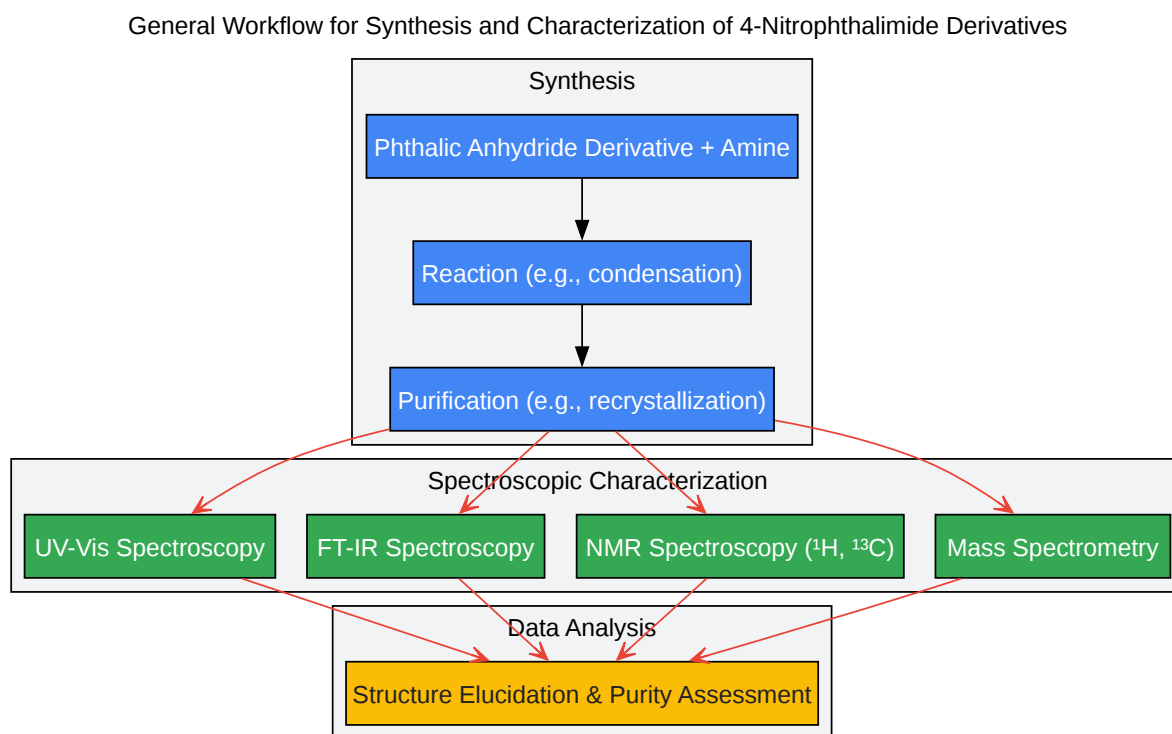 General Workflow for Synthesis and Characterization of 4-Nitrophthalimide Derivatives
Synthesis
Phthalic Anhydride Derivative + Amine
Reaction (e.g., condensation)
Purification (e.g., recrystallization)
Spectroscopic Characterization
UV-Vis Spectroscopy
FT-IR Spectroscopy
NMR Spectroscopy (¹H, ¹³C)
Mass Spectrometry
Data Analysis
Structure Elucidation & Purity Assessment